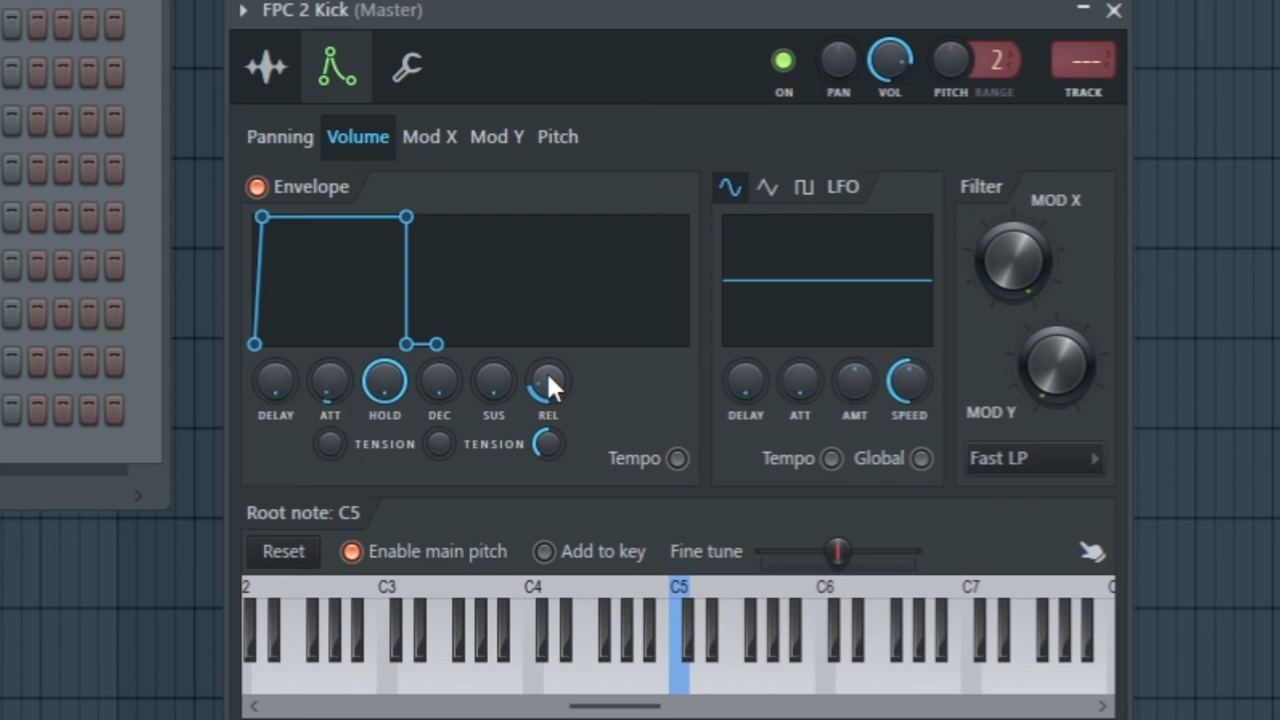 FPC 2 Kick (Master)
2
ON PAN VOL PITCH RANGE TRACK
Panning Volume Mod X Mod Y Pitch
Envelope LFO Filter
MOD X
DELAY ATT HOLD DEC SUS REL DELAY ATT AMT SPEED
MOD Y
TENSION TENSION
Tempo Tempo Global Fast LP
Root note: C5
Reset Enable main pitch Add to key Fine tune
2 C3 C4 C5 C6 C7 C